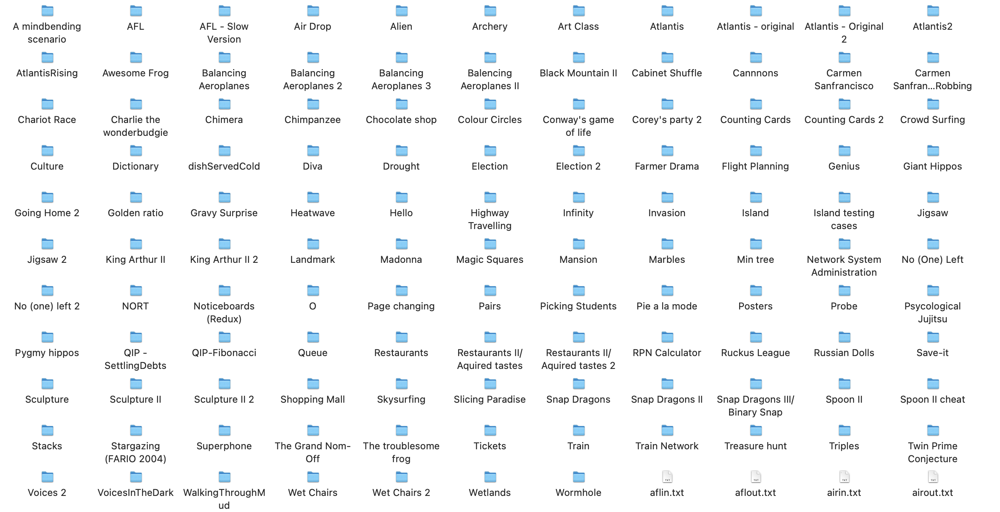 A mindbending
scenario
AFL
AFL - Slow
Version
Air Drop
Alien
Archery
Art Class
Atlantis
Atlantis - original
Atlantis - Original
2
Atlantis2
AtlantisRising
Awesome Frog
Balancing
Aeroplanes
Balancing
Aeroplanes 2
Balancing
Aeroplanes 3
Balencing
Aeroplanes II
Black Mountain II
Cabinet Shuffle
Cannnons
Carmen
Sanfrancisco
Carmen
Sanfran...Robbing
Chariot Race
Charlie the
wonderbudgie
Chimera
Chimpanzee
Chocolate shop
Colour Circles
Conway's game
of life
Corey's party 2
Counting Cards
Counting Cards 2
Crowd Surfing
Culture
Dictionary
dishServedCold
Diva
Drought
Election
Election 2
Farmer Drama
Flight Planning
Genius
Giant Hippos
Going Home 2
Golden ratio
Gravy Surprise
Heatwave
Hello
Highway
Travelling
Infinity
Invasion
Island
Island testing
cases
Jigsaw
Jigsaw 2
King Arthur II
King Arthur II 2
Landmark
Madonna
Magic Squares
Mansion
Marbles
Min tree
Network System
Administration
No (One) Left
No (one) left 2
NORT
Noticeboards
(Redux)
O
Page changing
Pairs
Picking Students
Pie a la mode
Posters
Probe
Psycological
Jujitsu
Pygmy hippos
QIP -
SettlingDebts
QIP-Fibonacci
Queue
Restaurants
Restaurants II/
Aquired tastes
Restaurants II/
Aquired tastes 2
RPN Calculator
Ruckus League
Russian Dolls
Save-it
Sculpture
Sculpture II
Sculpture II 2
Shopping Mall
Skysurfing
Slicing Paradise
Snap Dragons
Snap Dragons II
Snap Dragons III/
Binary Snap
Spoon II
Spoon II cheat
Stacks
Stargazing
(FARIO 2004)
Superphone
The Grand Nom-
Off
The troublesome
frog
Tickets
Train
Train Network
Treasure hunt
Triples
Twin Prime
Conjecture
Voices 2
VoicesInTheDark
WalkingThroughM
ud
Wet Chairs
Wet Chairs 2
Wetlands
Wormhole
TXT
aflin.txt
TXT
aflout.txt
TXT
airin.txt
TXT
airout.txt